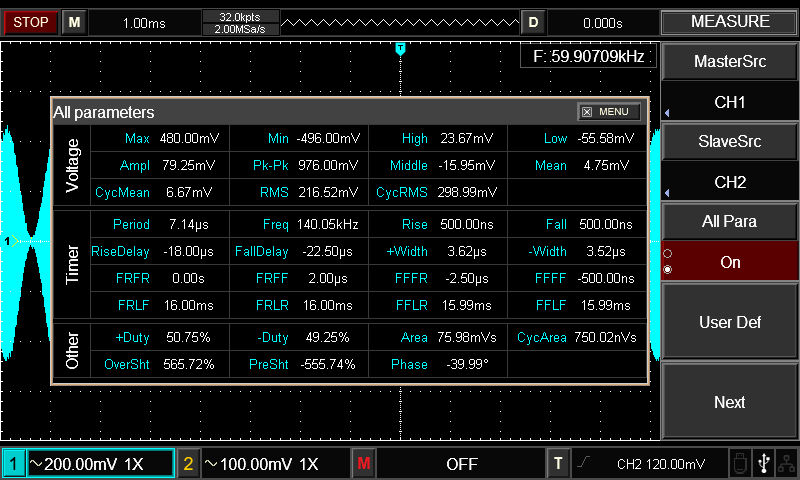 STOP M 1.00ms 32.0kpts D 0.000s MEASURE
2.00MSa/s
T
F: 59.90709kHz
MasterSrc
CH1
SlaveSrc
CH2
All Para
On
User Def
Next
All parameters MENU
Voltage
Max 480.00mV Min -496.00mV High 23.67mV Low -55.58mV
Ampl 79.25mV Pk-Pk 976.00mV Middle -15.95mV Mean 4.75mV
CycMean 6.67mV RMS 216.52mV CycRMS 298.99mV
Timer
Period 7.14µs Freq 140.05kHz Rise 500.00ns Fall 500.00ns
RiseDelay -18.00µs FallDelay -22.50µs +Width 3.62µs -Width 3.52µs
FRFR 0.00s FRFF 2.00µs FFFR -2.50µs FFFF -500.00ns
FRLF 16.00ms FRLR 16.00ms FFLR 15.99ms FFLF 15.99ms
Other
+Duty 50.75% -Duty 49.25% Area 75.98mVs CycArea 750.02nVs
OverSht 565.72% PreSht -555.74% Phase -39.99°
1
1 ~200.00mV 1X 2 ~100.00mV 1X M OFF T CH2 120.00mV